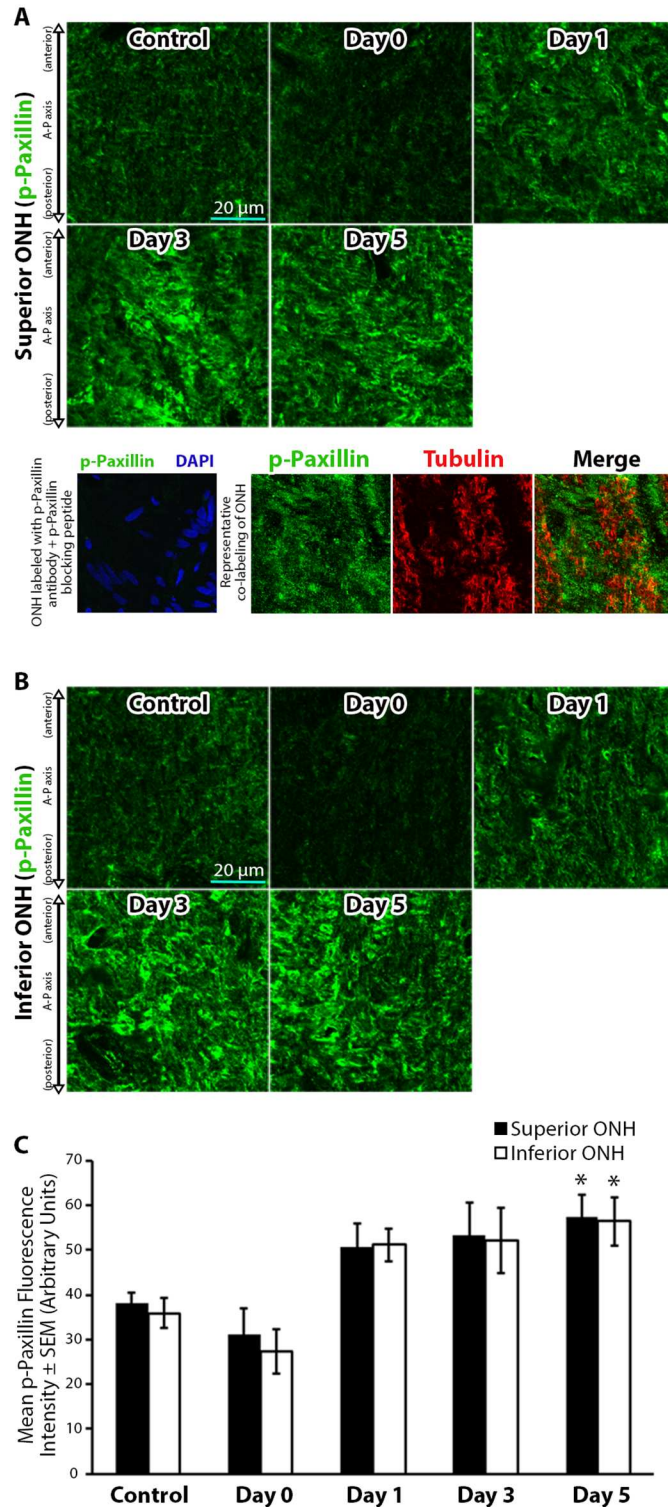 A
Control
Day 0
Day 1
(anterior)
A-P axis
(posterior)
20 μm
Superior ONH (p-Paxillin)
Day 3
Day 5
(anterior)
A-P axis
(posterior)
p-Paxillin DAPI
ONH labeled with p-Paxillin
antibody + p-Paxillin
blocking peptide
p-Paxillin
Tubulin
Merge
Representative
co-labeling of ONH
B
Control
Day 0
Day 1
(anterior)
A-P axis
(posterior)
20 μm
Inferior ONH (p-Paxillin)
Day 3
Day 5
(anterior)
A-P axis
(posterior)
C
Superior ONH
Inferior ONH
Mean p-Paxillin Fluorescence
Intensity ± SEM (Arbitrary Units)
70
60
50
40
30
20
10
0
* *
Control Day 0 Day 1 Day 3 Day 5